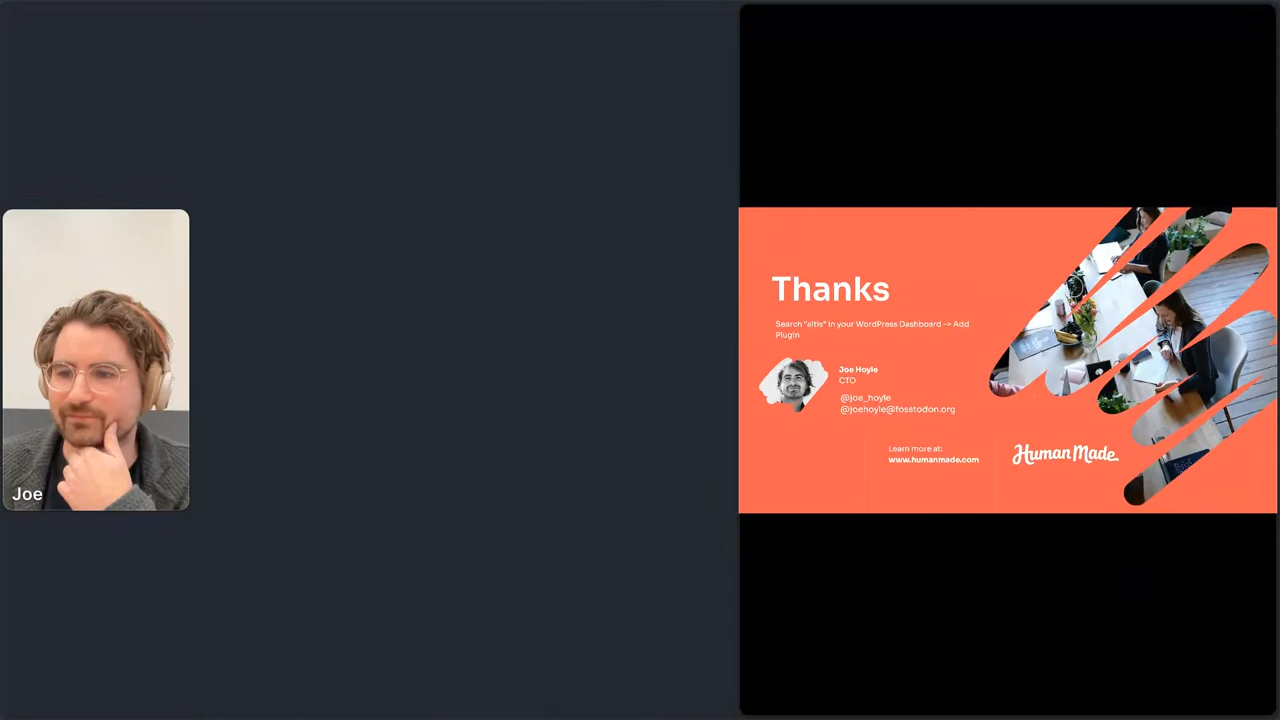 Joe
Thanks
Search "altis" in your WordPress Dashboard -> Add
Plugin
Joe Hoyle
CTO
@joe_hoyle
@joehoyle@fosstodon.org
Learn more at:
www.humanmade.com
Human Made